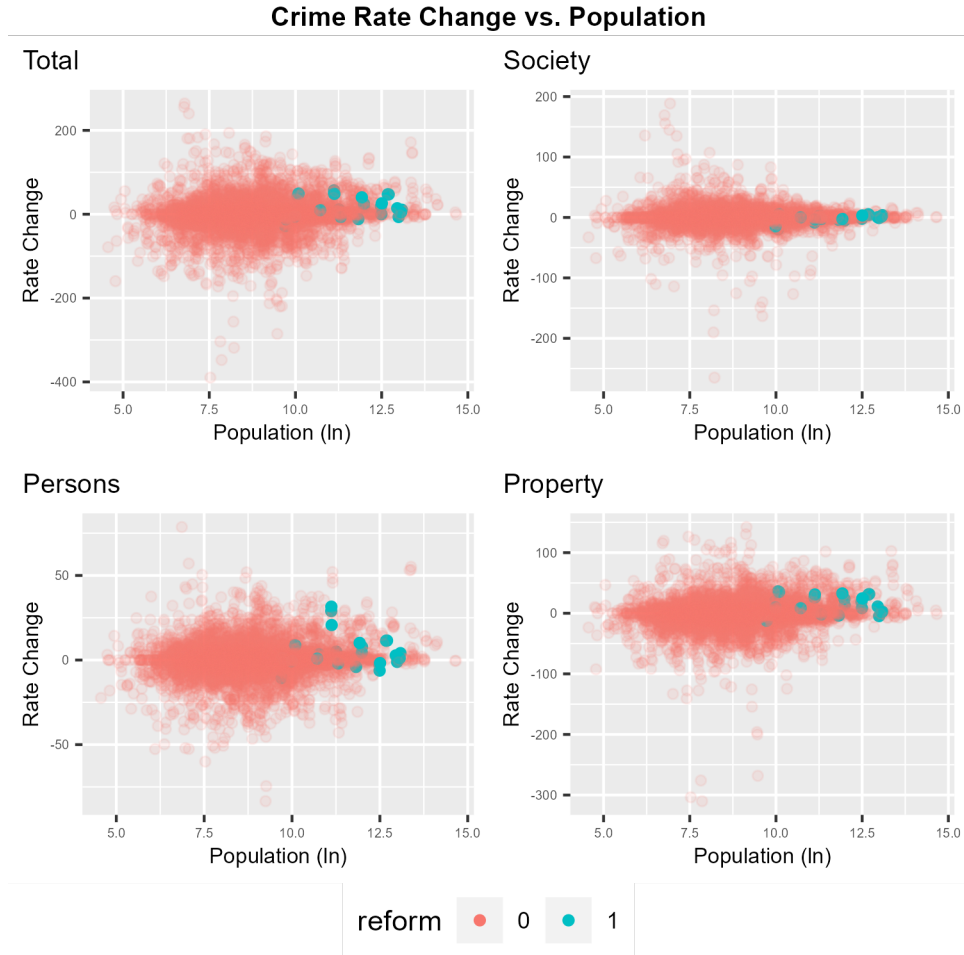 Crime Rate Change vs. Population
Total
Rate Change
200
0
-200
-400
5.0 7.5 10.0 12.5 15.0
Population (ln)
Society
Rate Change
200
100
0
-100
-200
5.0 7.5 10.0 12.5 15.0
Population (ln)
Persons
Rate Change
50
0
-50
5.0 7.5 10.0 12.5 15.0
Population (ln)
Property
Rate Change
100
0
-100
-200
-300
5.0 7.5 10.0 12.5 15.0
Population (ln)
reform 0 1